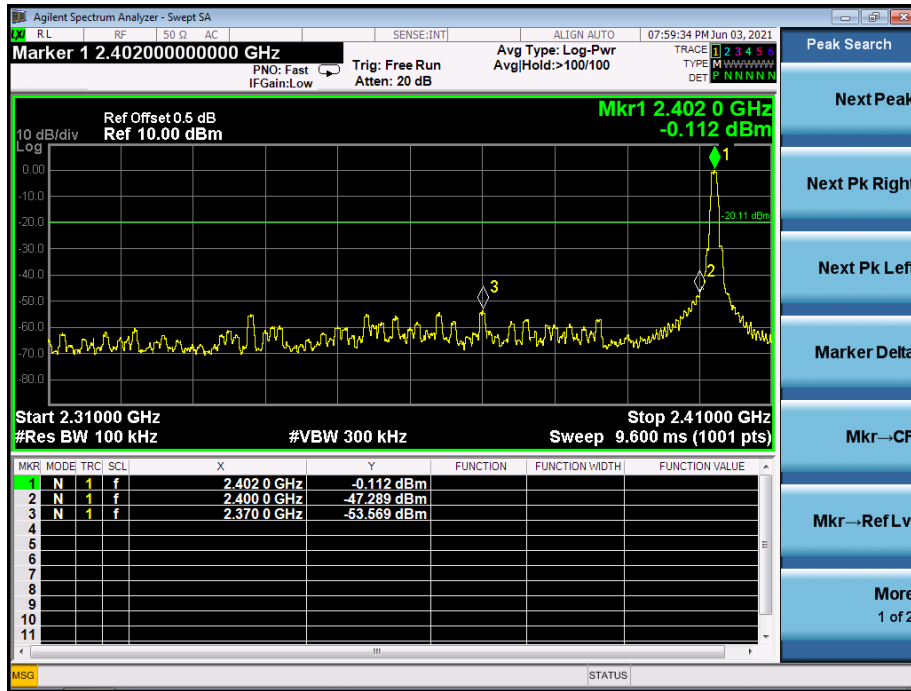 Agilent Spectrum Analyzer - Swept SA
LXI RL RF 50 Ω AC SENSE:INT ALIGN AUTO 07:59:34 PM Jun 03, 2021
Marker 1 2.402000000000 GHz
PNO: Fast
IFGain:Low
Trig: Free Run
Atten: 20 dB
Avg Type: Log-Pwr
Avg|Hold:>100/100
TRACE 1 2 3 4 5 6
TYPE M W W W W W
DET P N N N N N
Peak Search
Mkr1 2.402 0 GHz
-0.112 dBm
Ref Offset 0.5 dB
10 dB/div Ref 10.00 dBm
Log
0.00
-10.0
-20.0
-30.0
-40.0
-50.0
-60.0
-70.0
-80.0
1
-20.11 dBm
2
3
Start 2.31000 GHz Stop 2.41000 GHz
#Res BW 100 kHz #VBW 300 kHz Sweep 9.600 ms (1001 pts)
MKR MODE TRC SCL X Y FUNCTION FUNCTION WIDTH FUNCTION VALUE
1 N 1 f 2.402 0 GHz -0.112 dBm
2 N 1 f 2.400 0 GHz -47.289 dBm
3 N 1 f 2.370 0 GHz -53.569 dBm
4
5
6
7
8
9
10
11
MSG STATUS
Next Peak
Next Pk Right
Next Pk Left
Marker Delta
Mkr→CF
Mkr→Ref Lv
More
1 of 2